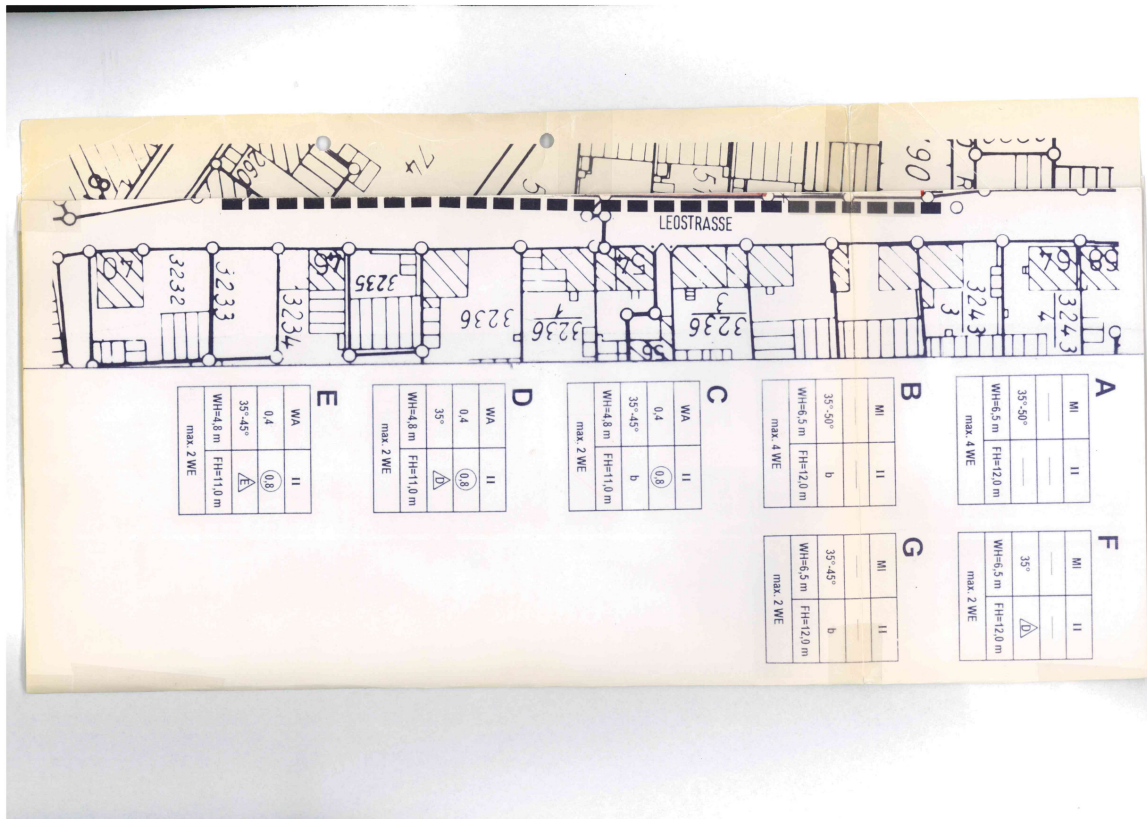 LEOSTRASSE
3232
3233
3234
3235
3236
3236
1
3236
3
3243
3
3243
4
56
260
74
A
MI II
35°-50°
WH=6,5 m FH=12,0 m
max. 4 WE
B
MI II
35°-50° b
WH=6,5 m FH=12,0 m
max. 4 WE
C
WA II
0,4 0,8
35°-45° b
WH=4,8 m FH=11,0 m
max. 2 WE
D
WA II
0,4 0,8
35° D
WH=4,8 m FH=11,0 m
max. 2 WE
E
WA II
0,4 0,8
35°-45° E
WH=4,8 m FH=11,0 m
max. 2 WE
F
MI II
35° D
WH=6,5 m FH=12,0 m
max. 2 WE
G
MI II
35°-45° b
WH=6,5 m FH=12,0 m
max. 2 WE